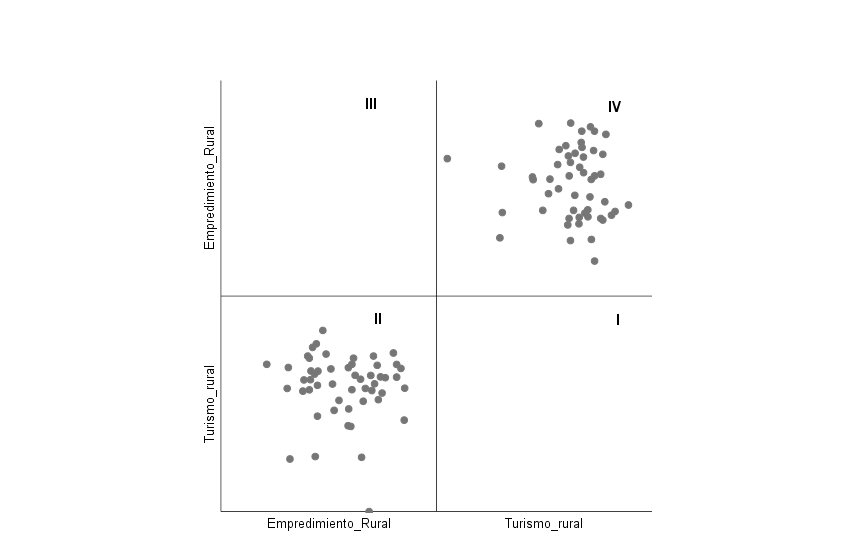 III
IV
Empredimiento_Rural
II
I
Turismo_rural
Empredimiento_Rural
Turismo_rural